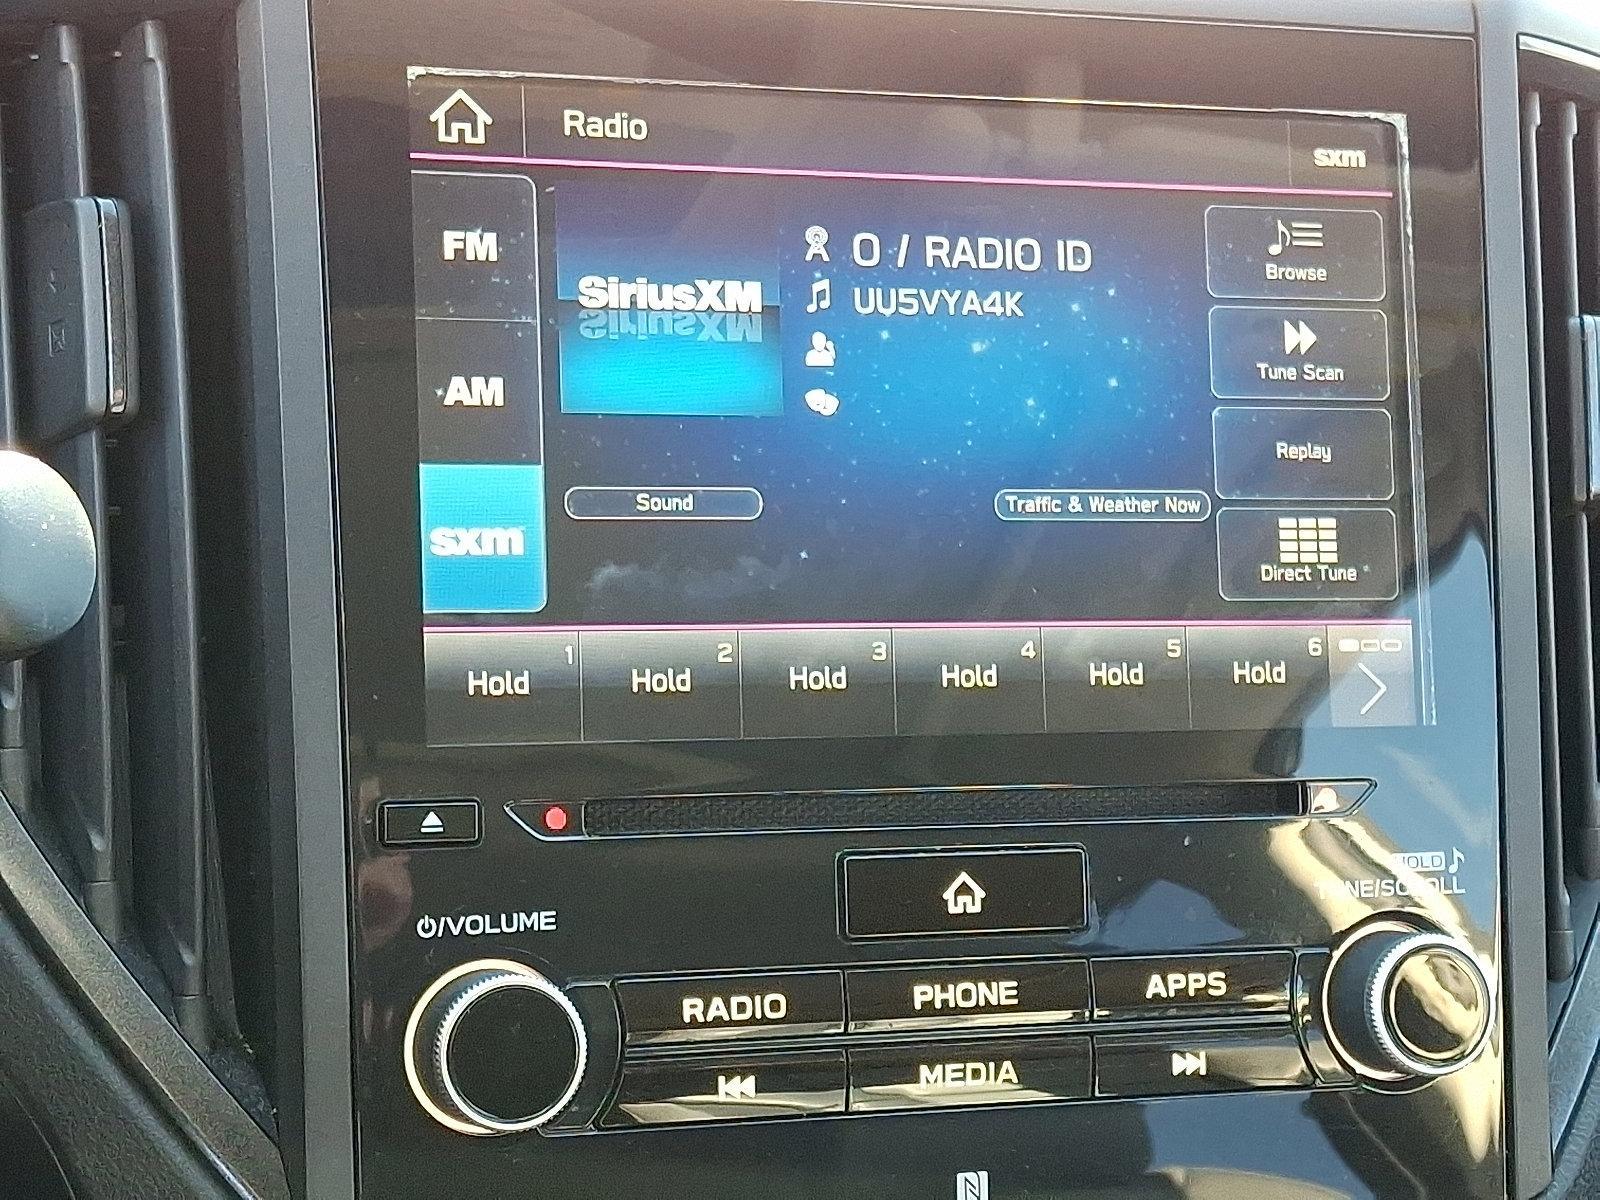 Radio
sxm
FM
AM
sxm
SiriusXM
0 / RADIO ID
UU5VYA4K
Browse
Tune Scan
Replay
Direct Tune
Sound
Traffic & Weather Now
1
Hold
2
Hold
3
Hold
4
Hold
5
Hold
6
Hold
HOLD
TUNE/SCROLL
/VOLUME
RADIO
PHONE
APPS
MEDIA
N